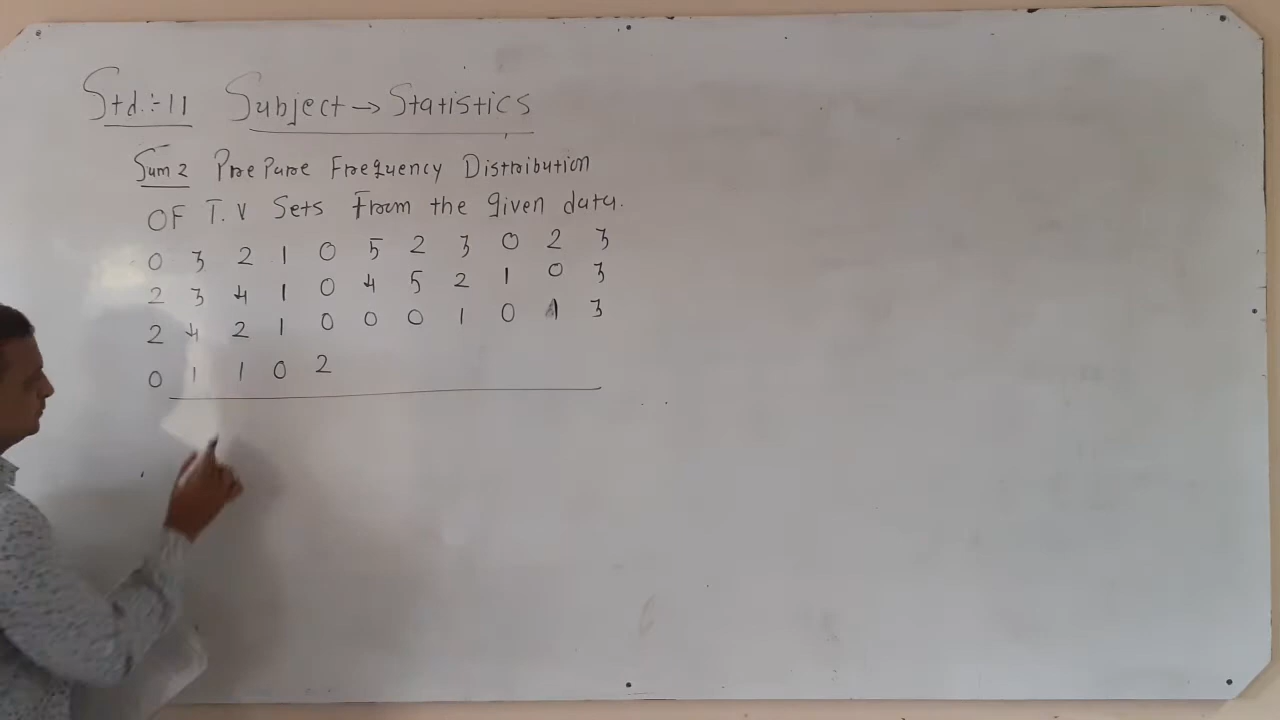 Std.:-11 Subject → Statistics
Sum 2 Prepare Frequency Distribution
OF T.V Sets From the given data.
0 3 2 1 0 5 2 3 0 2 3
2 3 4 1 0 4 5 2 1 0 3
2 4 2 1 0 0 0 1 0 1 3
0 1 1 0 2